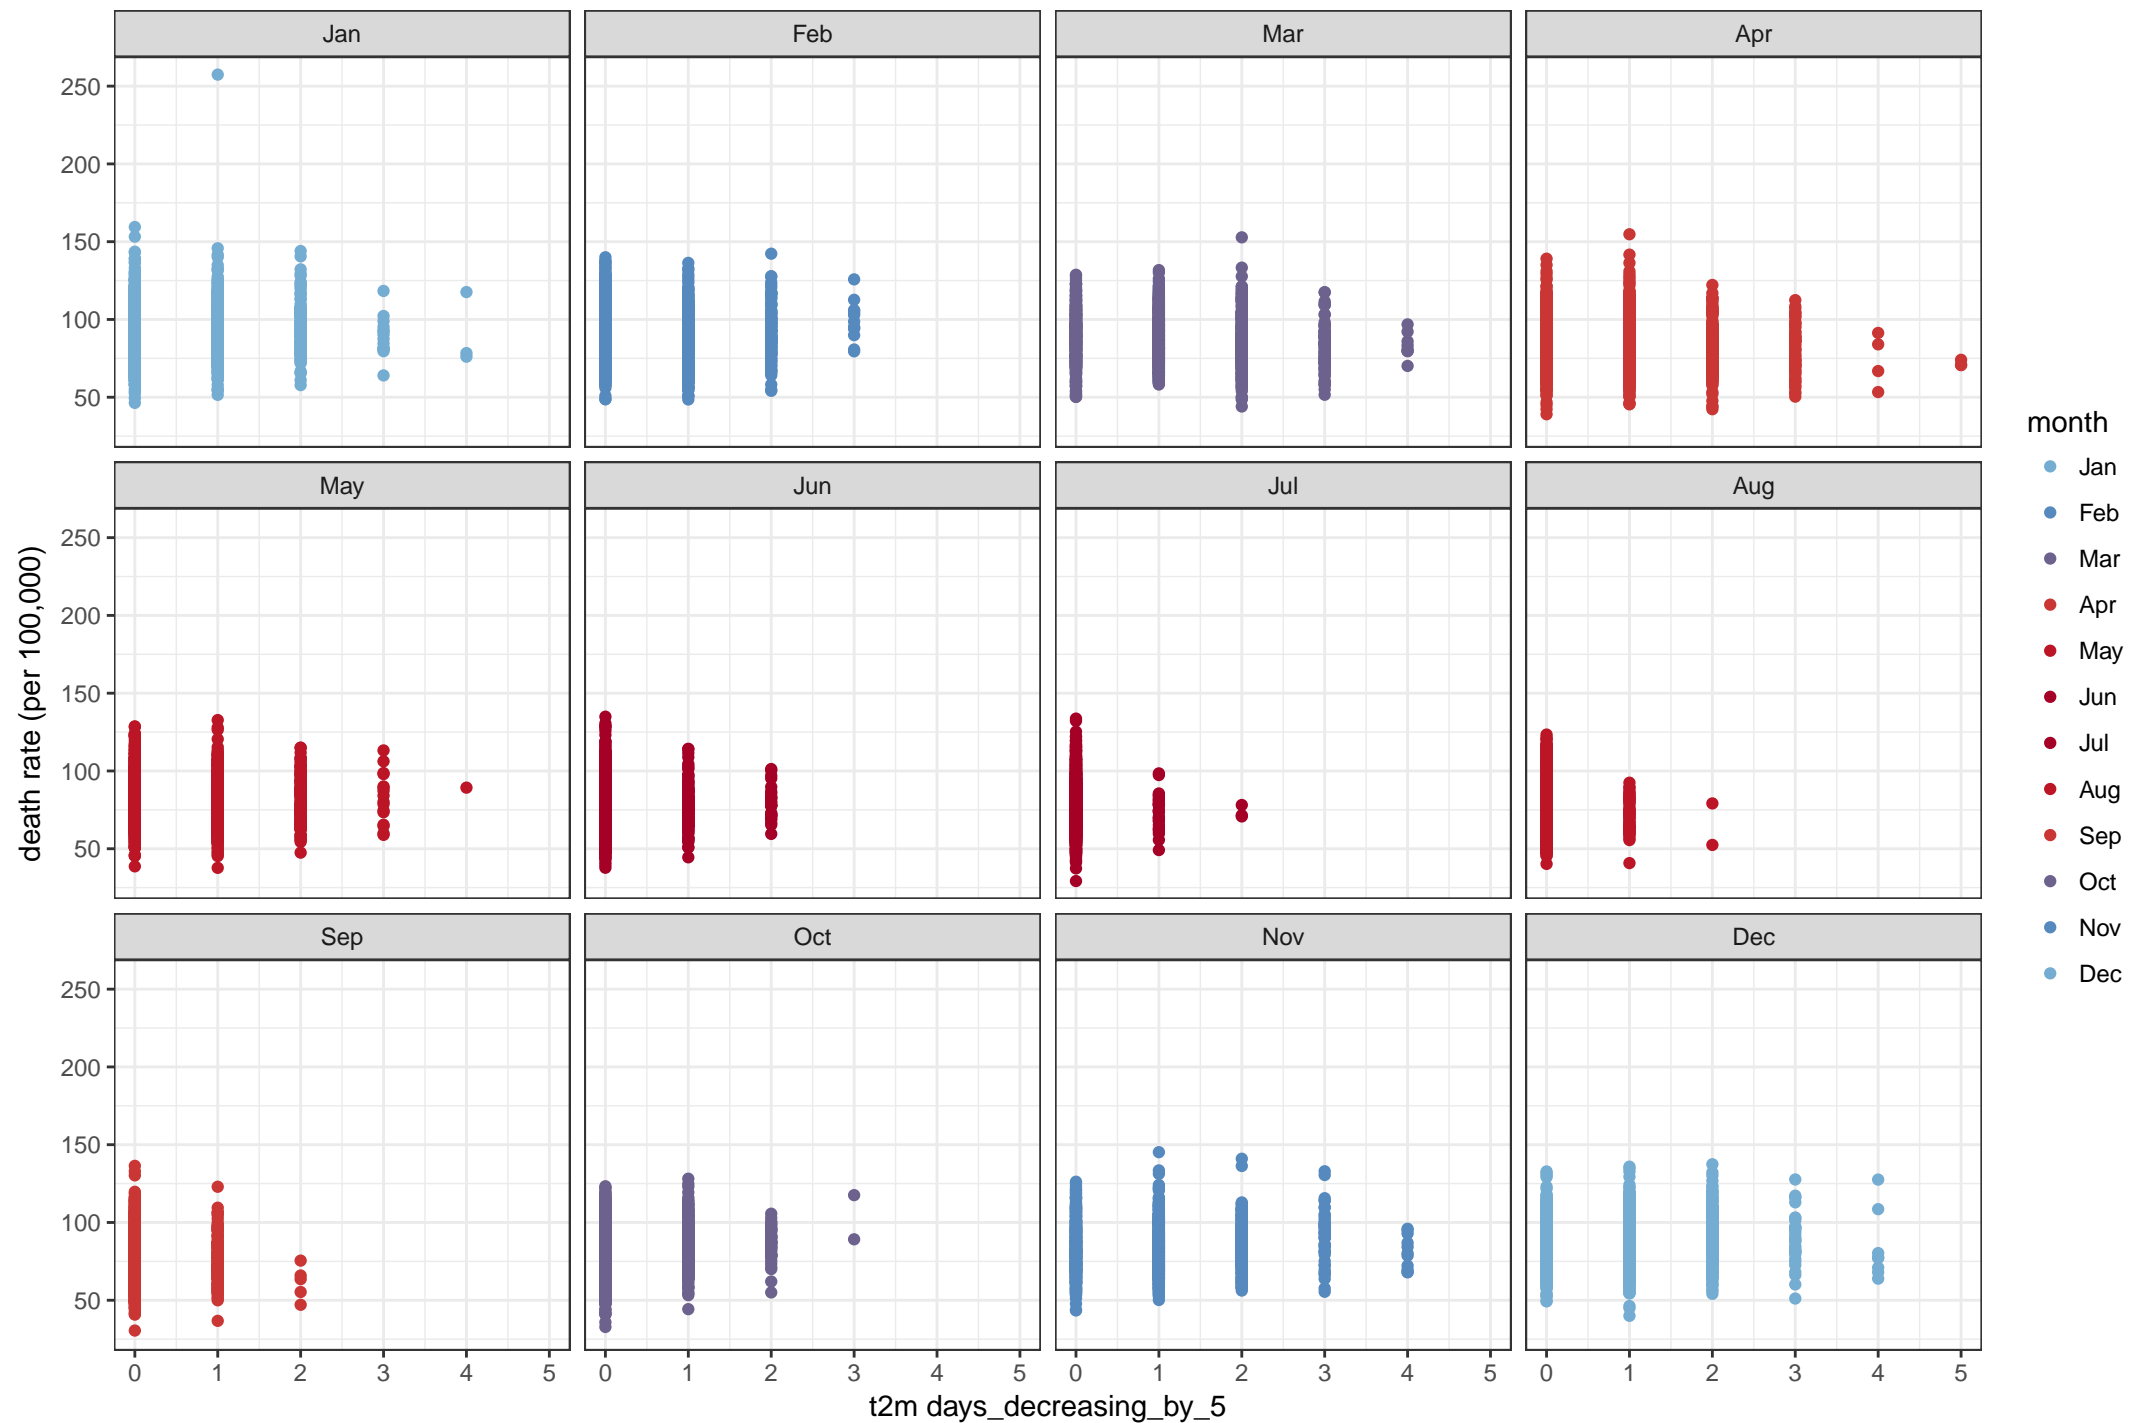 Jan Feb Mar Apr
250
200
150
100
50
May Jun Jul Aug
250
200
150
100
50
Sep Oct Nov Dec
250
200
150
100
50
0 1 2 3 4 5 0 1 2 3 4 5 0 1 2 3 4 5 0 1 2 3 4 5
t2m days_decreasing_by_5
death rate (per 100,000)
month
Jan
Feb
Mar
Apr
May
Jun
Jul
Aug
Sep
Oct
Nov
Dec